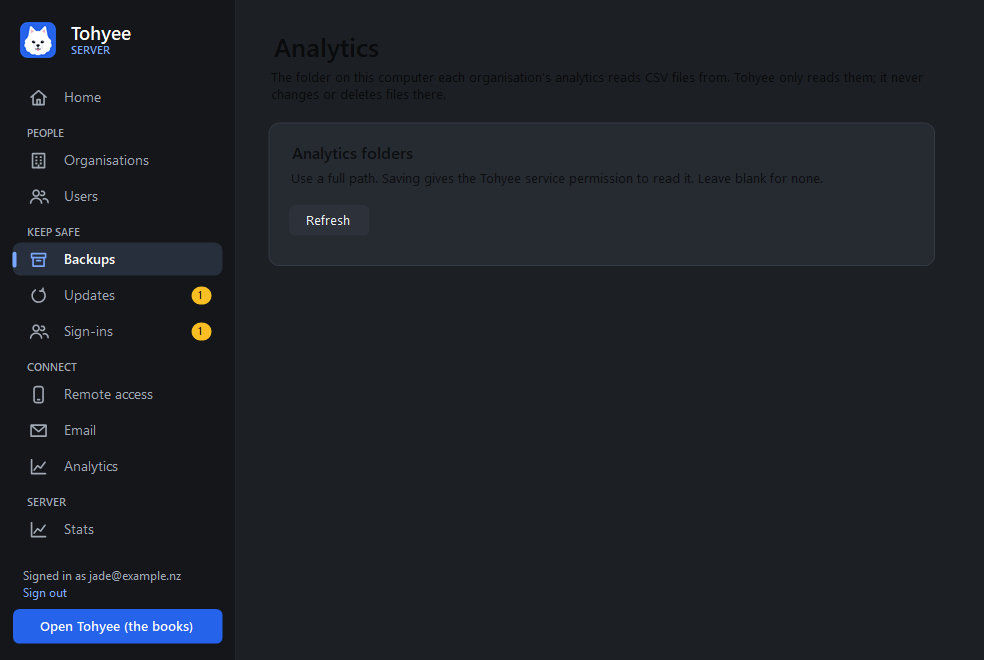 Tohyee
SERVER
Home
PEOPLE
Organisations
Users
KEEP SAFE
Backups
Updates 1
Sign-ins 1
CONNECT
Remote access
Email
Analytics
SERVER
Stats
Signed in as jade@example.nz
Sign out
Open Tohyee (the books)
Analytics
The folder on this computer each organisation's analytics reads CSV files from. Tohyee only reads them; it never
changes or deletes files there.
Analytics folders
Use a full path. Saving gives the Tohyee service permission to read it. Leave blank for none.
Refresh